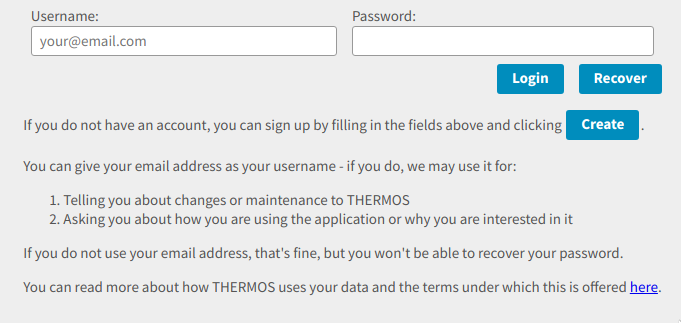 Username:
Password:
your@email.com
Login
Recover
If you do not have an account, you can sign up by filling in the fields above and clicking Create .
You can give your email address as your username - if you do, we may use it for:
1. Telling you about changes or maintenance to THERMOS
2. Asking you about how you are using the application or why you are interested in it
If you do not use your email address, that's fine, but you won't be able to recover your password.
You can read more about how THERMOS uses your data and the terms under which this is offered here.